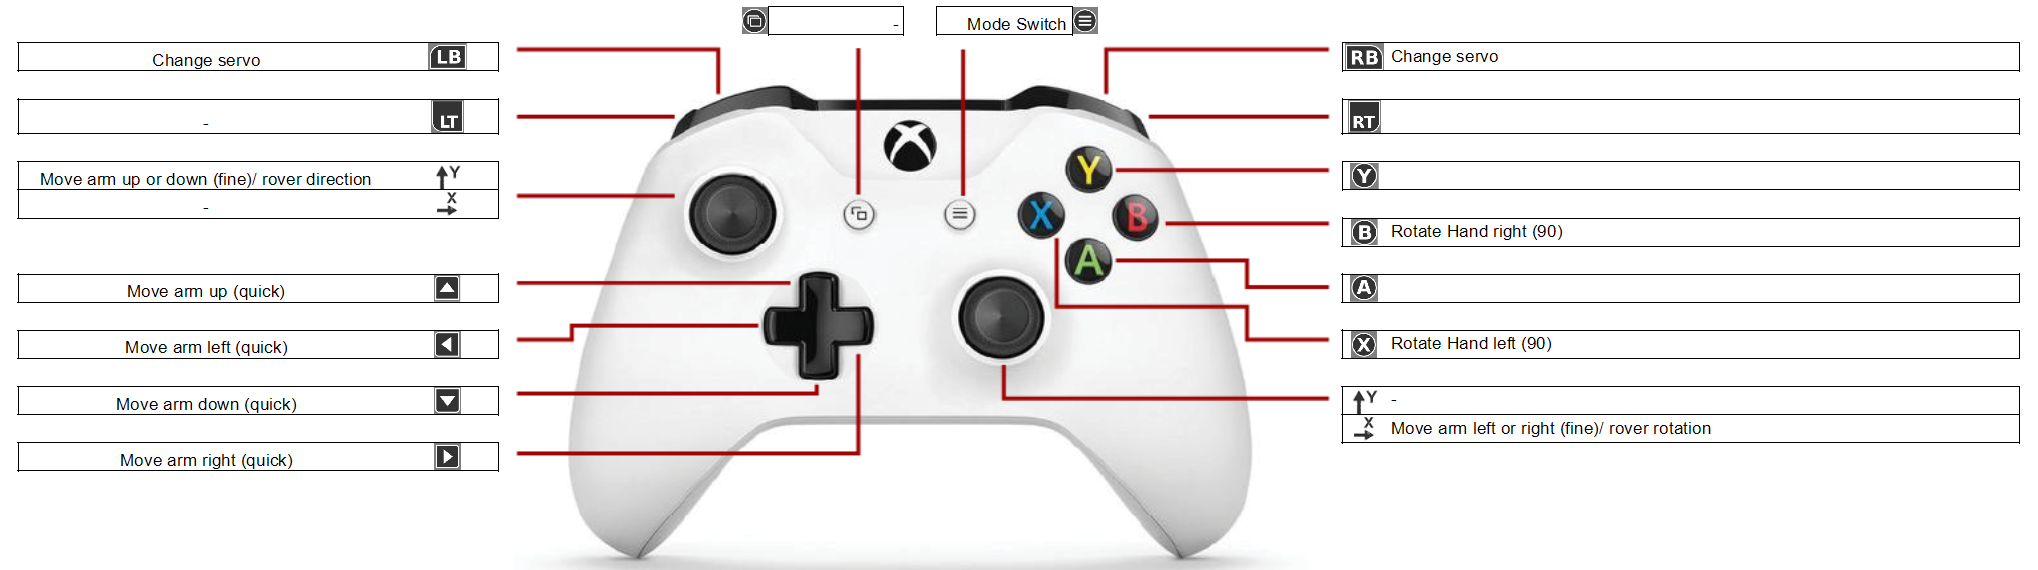 -
Mode Switch
Change servo LB
- LT
Move arm up or down (fine)/ rover direction Y
- X
Move arm up (quick)
Move arm left (quick)
Move arm down (quick)
Move arm right (quick)
Y
X B
A
RB Change servo
RT
Y
B Rotate Hand right (90)
A
X Rotate Hand left (90)
Y -
X Move arm left or right (fine)/ rover rotation